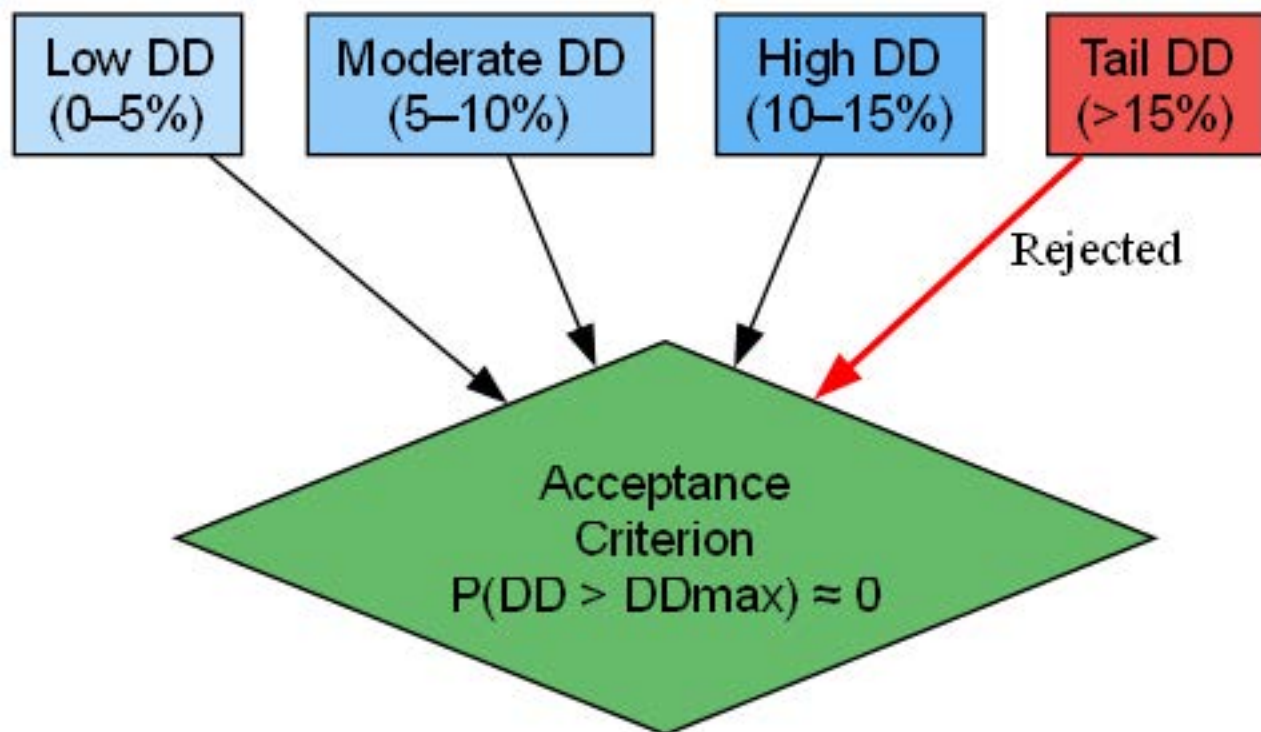 Low DD
(0–5%)
Moderate DD
(5–10%)
High DD
(10–15%)
Tail DD
(>15%)
Rejected
Acceptance
Criterion
P(DD > DDmax) ≈ 0